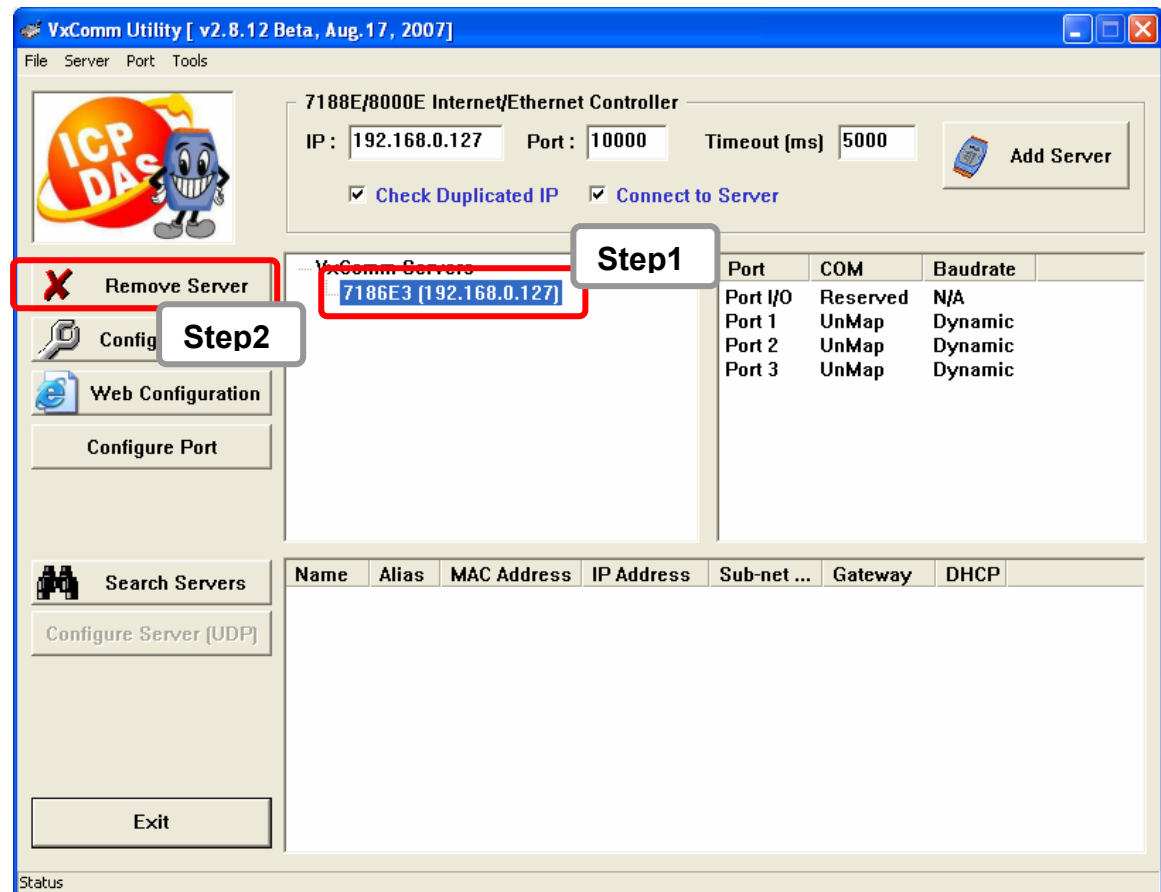 VxComm Utility [ v2.8.12 Beta, Aug.17, 2007]
File Server Port Tools
ICP DAS
7188E/8000E Internet/Ethernet Controller
IP : 192.168.0.127 Port : 10000 Timeout (ms) 5000
Add Server
Check Duplicated IP Connect to Server
Step1
Remove Server
VxComm Servers
7186E3 (192.168.0.127)
Port COM Baudrate
Port I/O Reserved N/A
Port 1 UnMap Dynamic
Port 2 UnMap Dynamic
Port 3 UnMap Dynamic
Config
Step2
Web Configuration
Configure Port
Search Servers
Configure Server (UDP)
Name Alias MAC Address IP Address Sub-net ... Gateway DHCP
Exit
Status